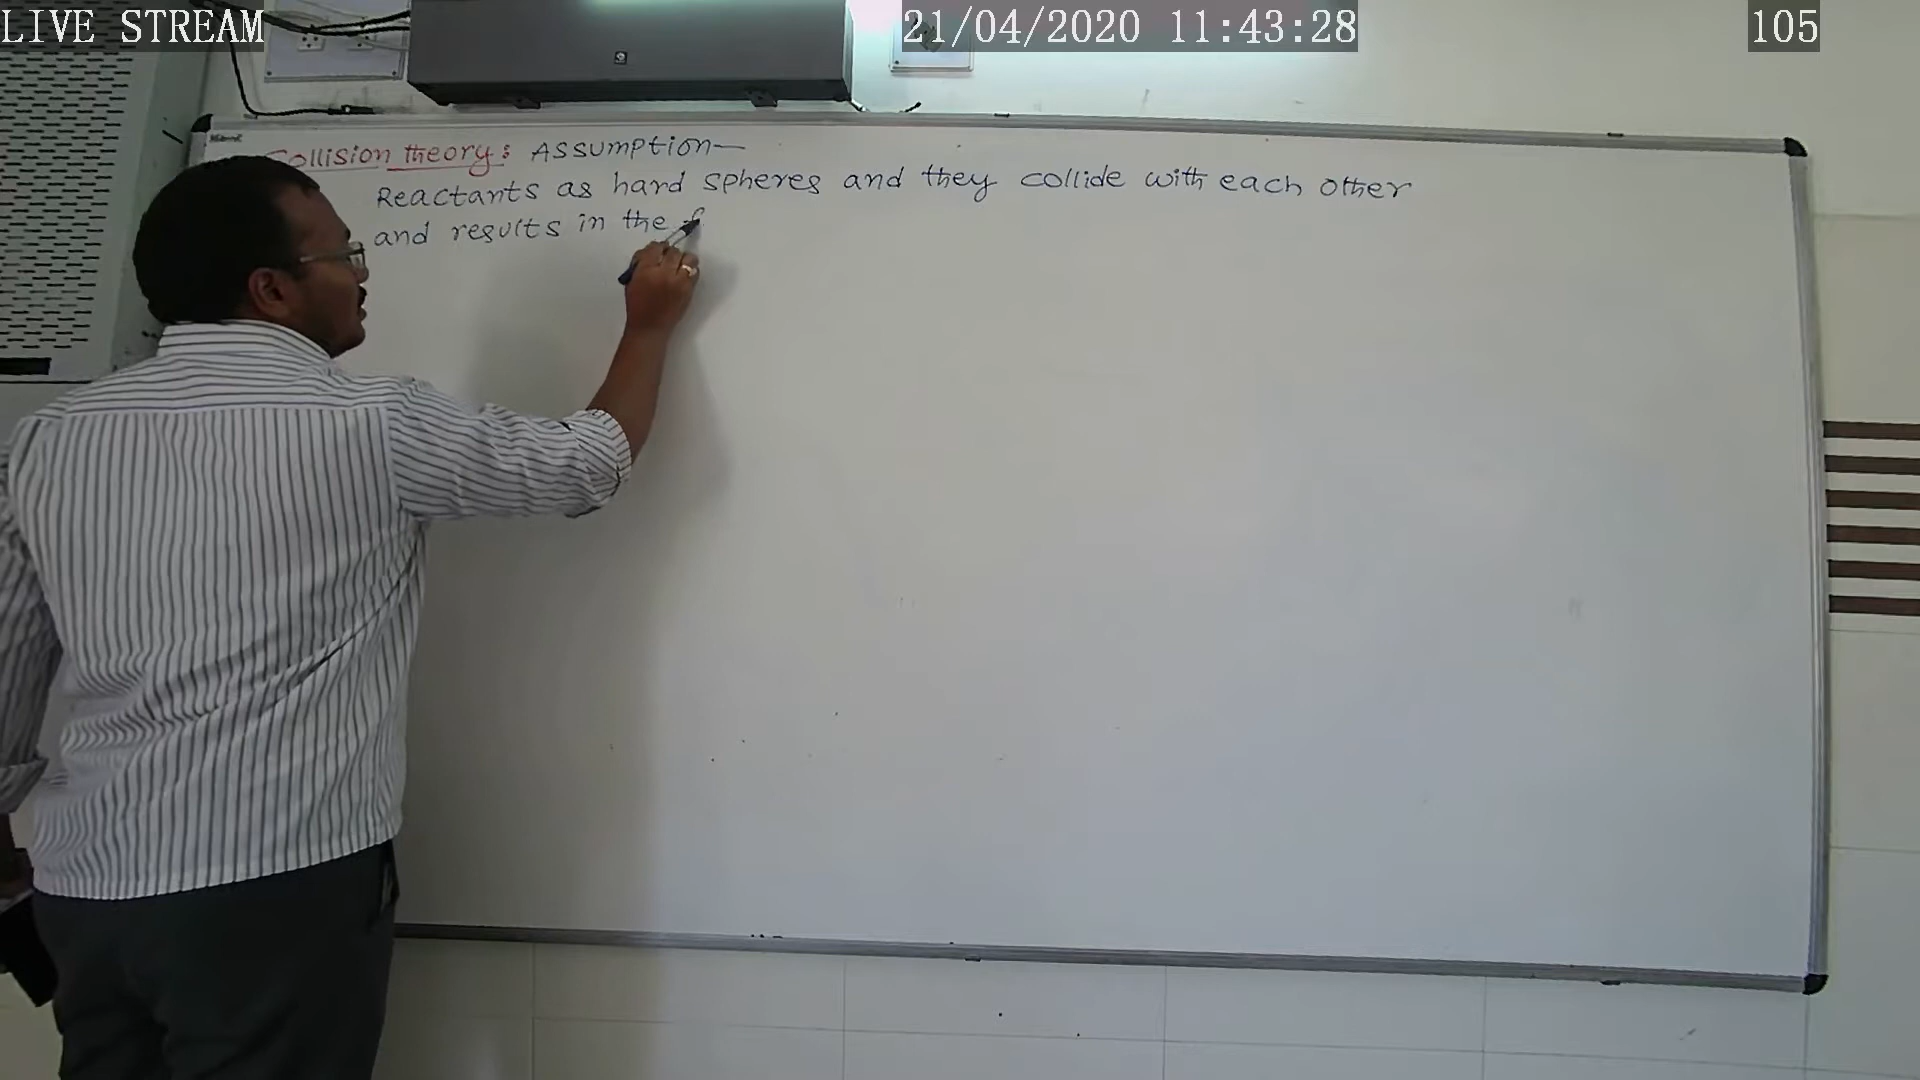 LIVE STREAM 21/04/2020 11:43:28 105
Collision theory: Assumption—
Reactants as hard spheres and they collide with each other
and results in the f